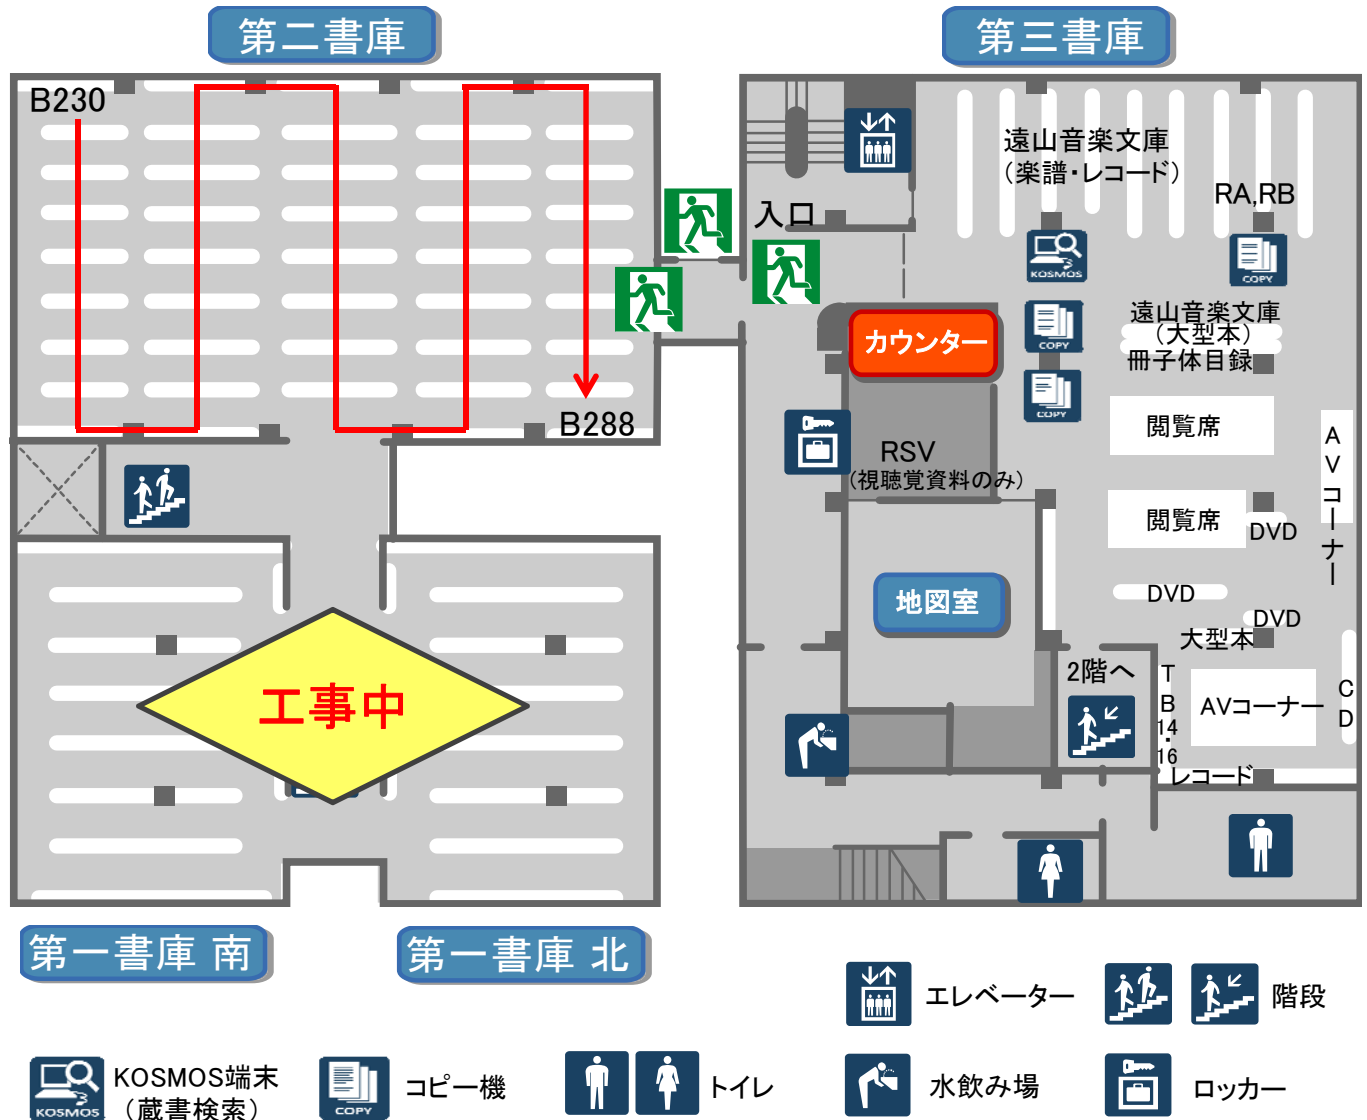 第二書庫
第三書庫
B230
B288
入口
遠山音楽文庫
（楽譜・レコード）
RA,RB
KOSMOS
COPY
COPY
COPY
遠山音楽文庫
（大型本）
冊子体目録
カウンター
RSV
（視聴覚資料のみ）
閲覧席
閲覧席
AVコーナー
DVD
DVD
DVD
大型本
地図室
2階へ
TB14・16
AVコーナー
CD
レコード
工事中
第一書庫 南
第一書庫 北
エレベーター
階段
KOSMOS
KOSMOS端末
（蔵書検索）
COPY
コピー機
トイレ
水飲み場
ロッカー